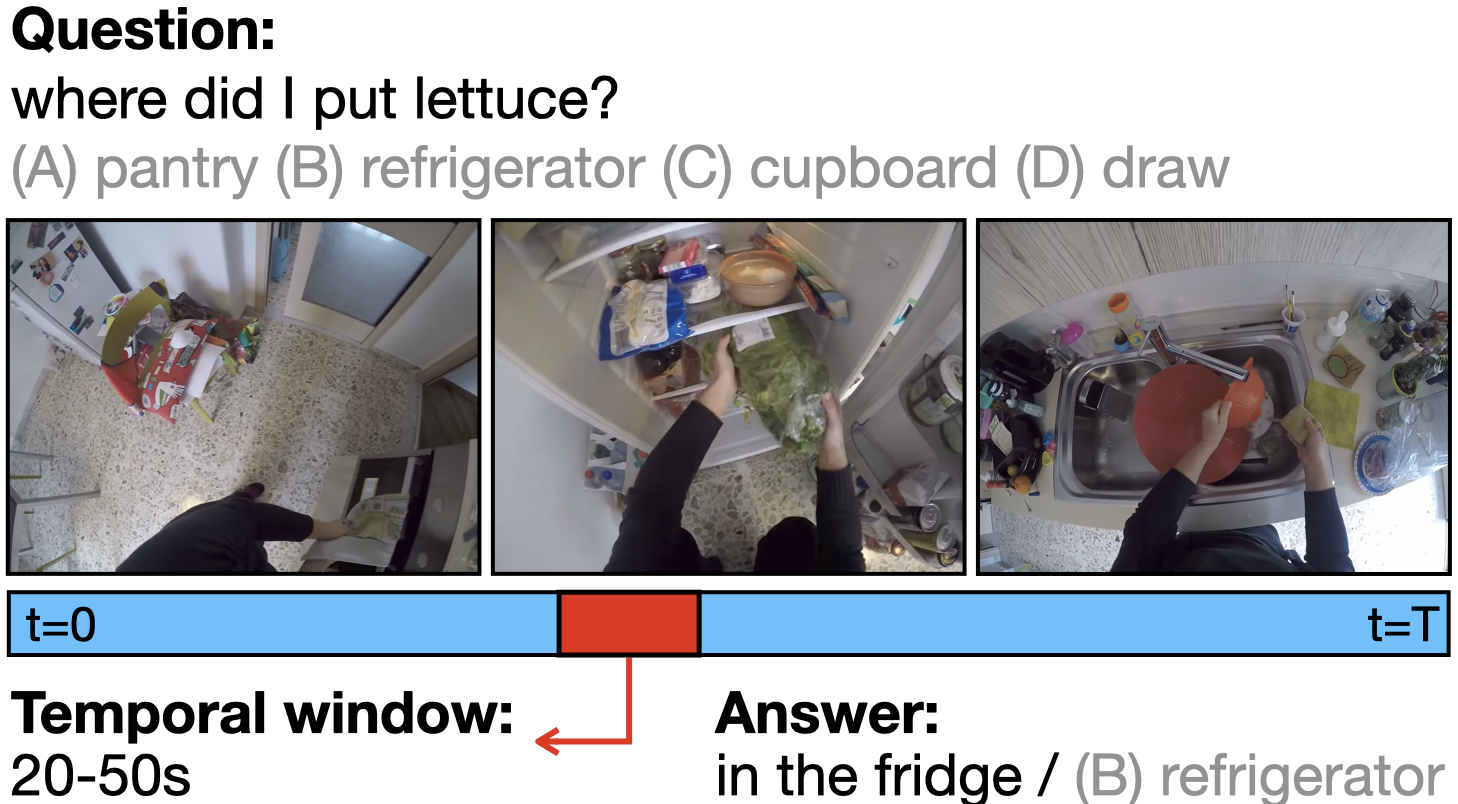 Question:
where did I put lettuce?
(A) pantry (B) refrigerator (C) cupboard (D) draw
t=0
t=T
Temporal window:
20-50s
Answer:
in the fridge / (B) refrigerator